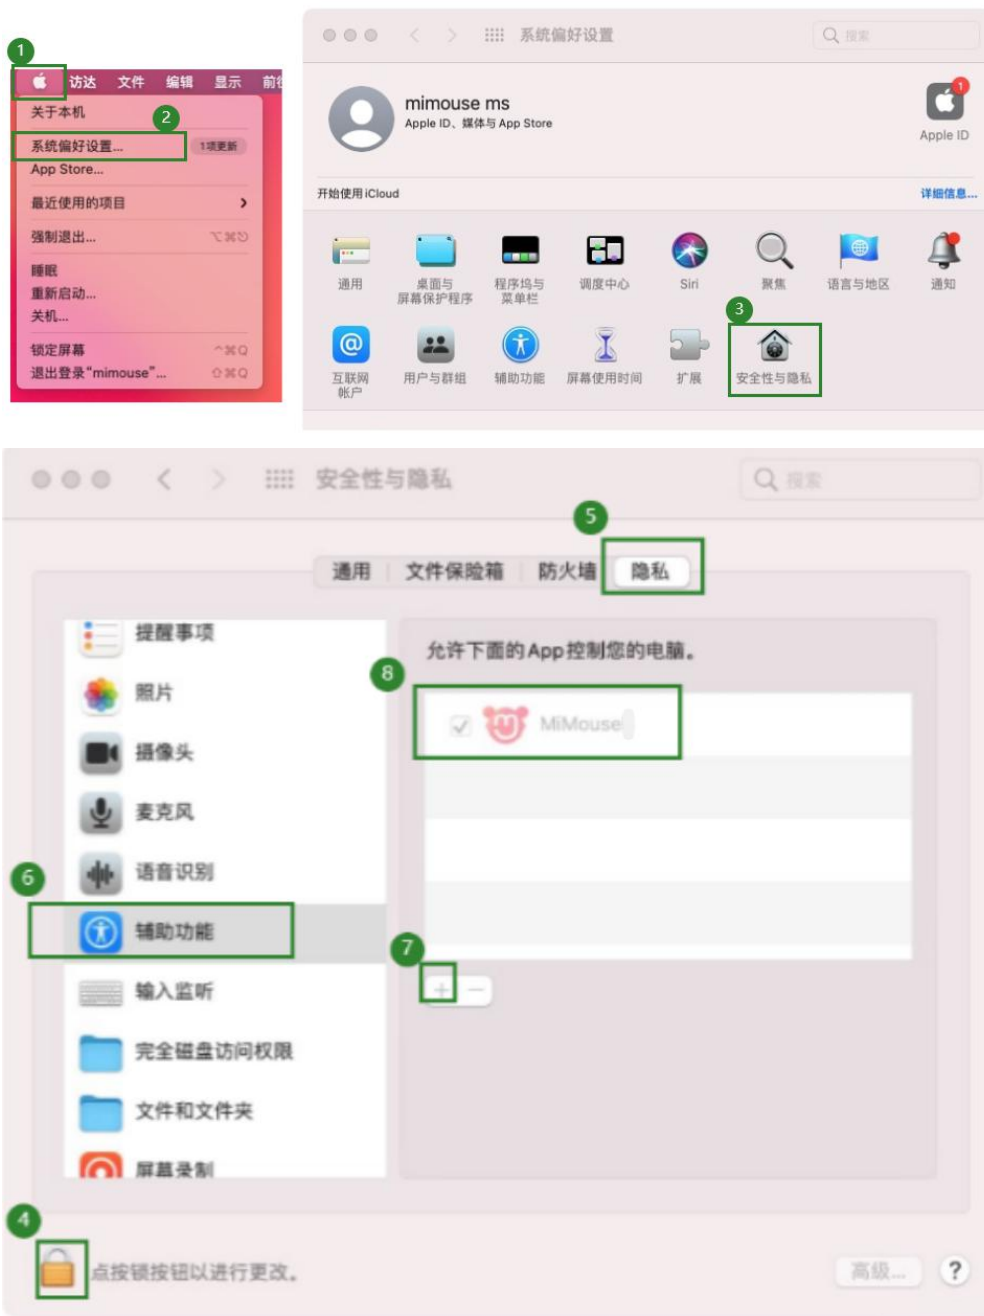 1
访达 文件 编辑 显示
关于本机
2
系统偏好设置... 1项更新
App Store...
最近使用的项目
强制退出...
睡眠
重新启动...
关机...
锁定屏幕 ^⌘Q
退出登录"mimouse"... ⇧⌘Q
系统偏好设置
搜索
mimouse ms
Apple ID、媒体与 App Store
1
Apple ID
开始使用 iCloud
详细信息...
通用
桌面与
屏幕保护程序
程序坞与
菜单栏
调度中心
Siri
聚焦
语言与地区
通知
3
互联网
帐户
用户与群组
辅助功能
屏幕使用时间
扩展
安全性与隐私
安全性与隐私
搜索
5
通用 文件保险箱 防火墙 隐私
提醒事项
照片
摄像头
麦克风
语音识别
6
辅助功能
输入监听
完全磁盘访问权限
文件和文件夹
屏幕录制
允许下面的App控制您的电脑。
8
MiMouse
7
+ −
4
点按锁按钮以进行更改。
高级...
?